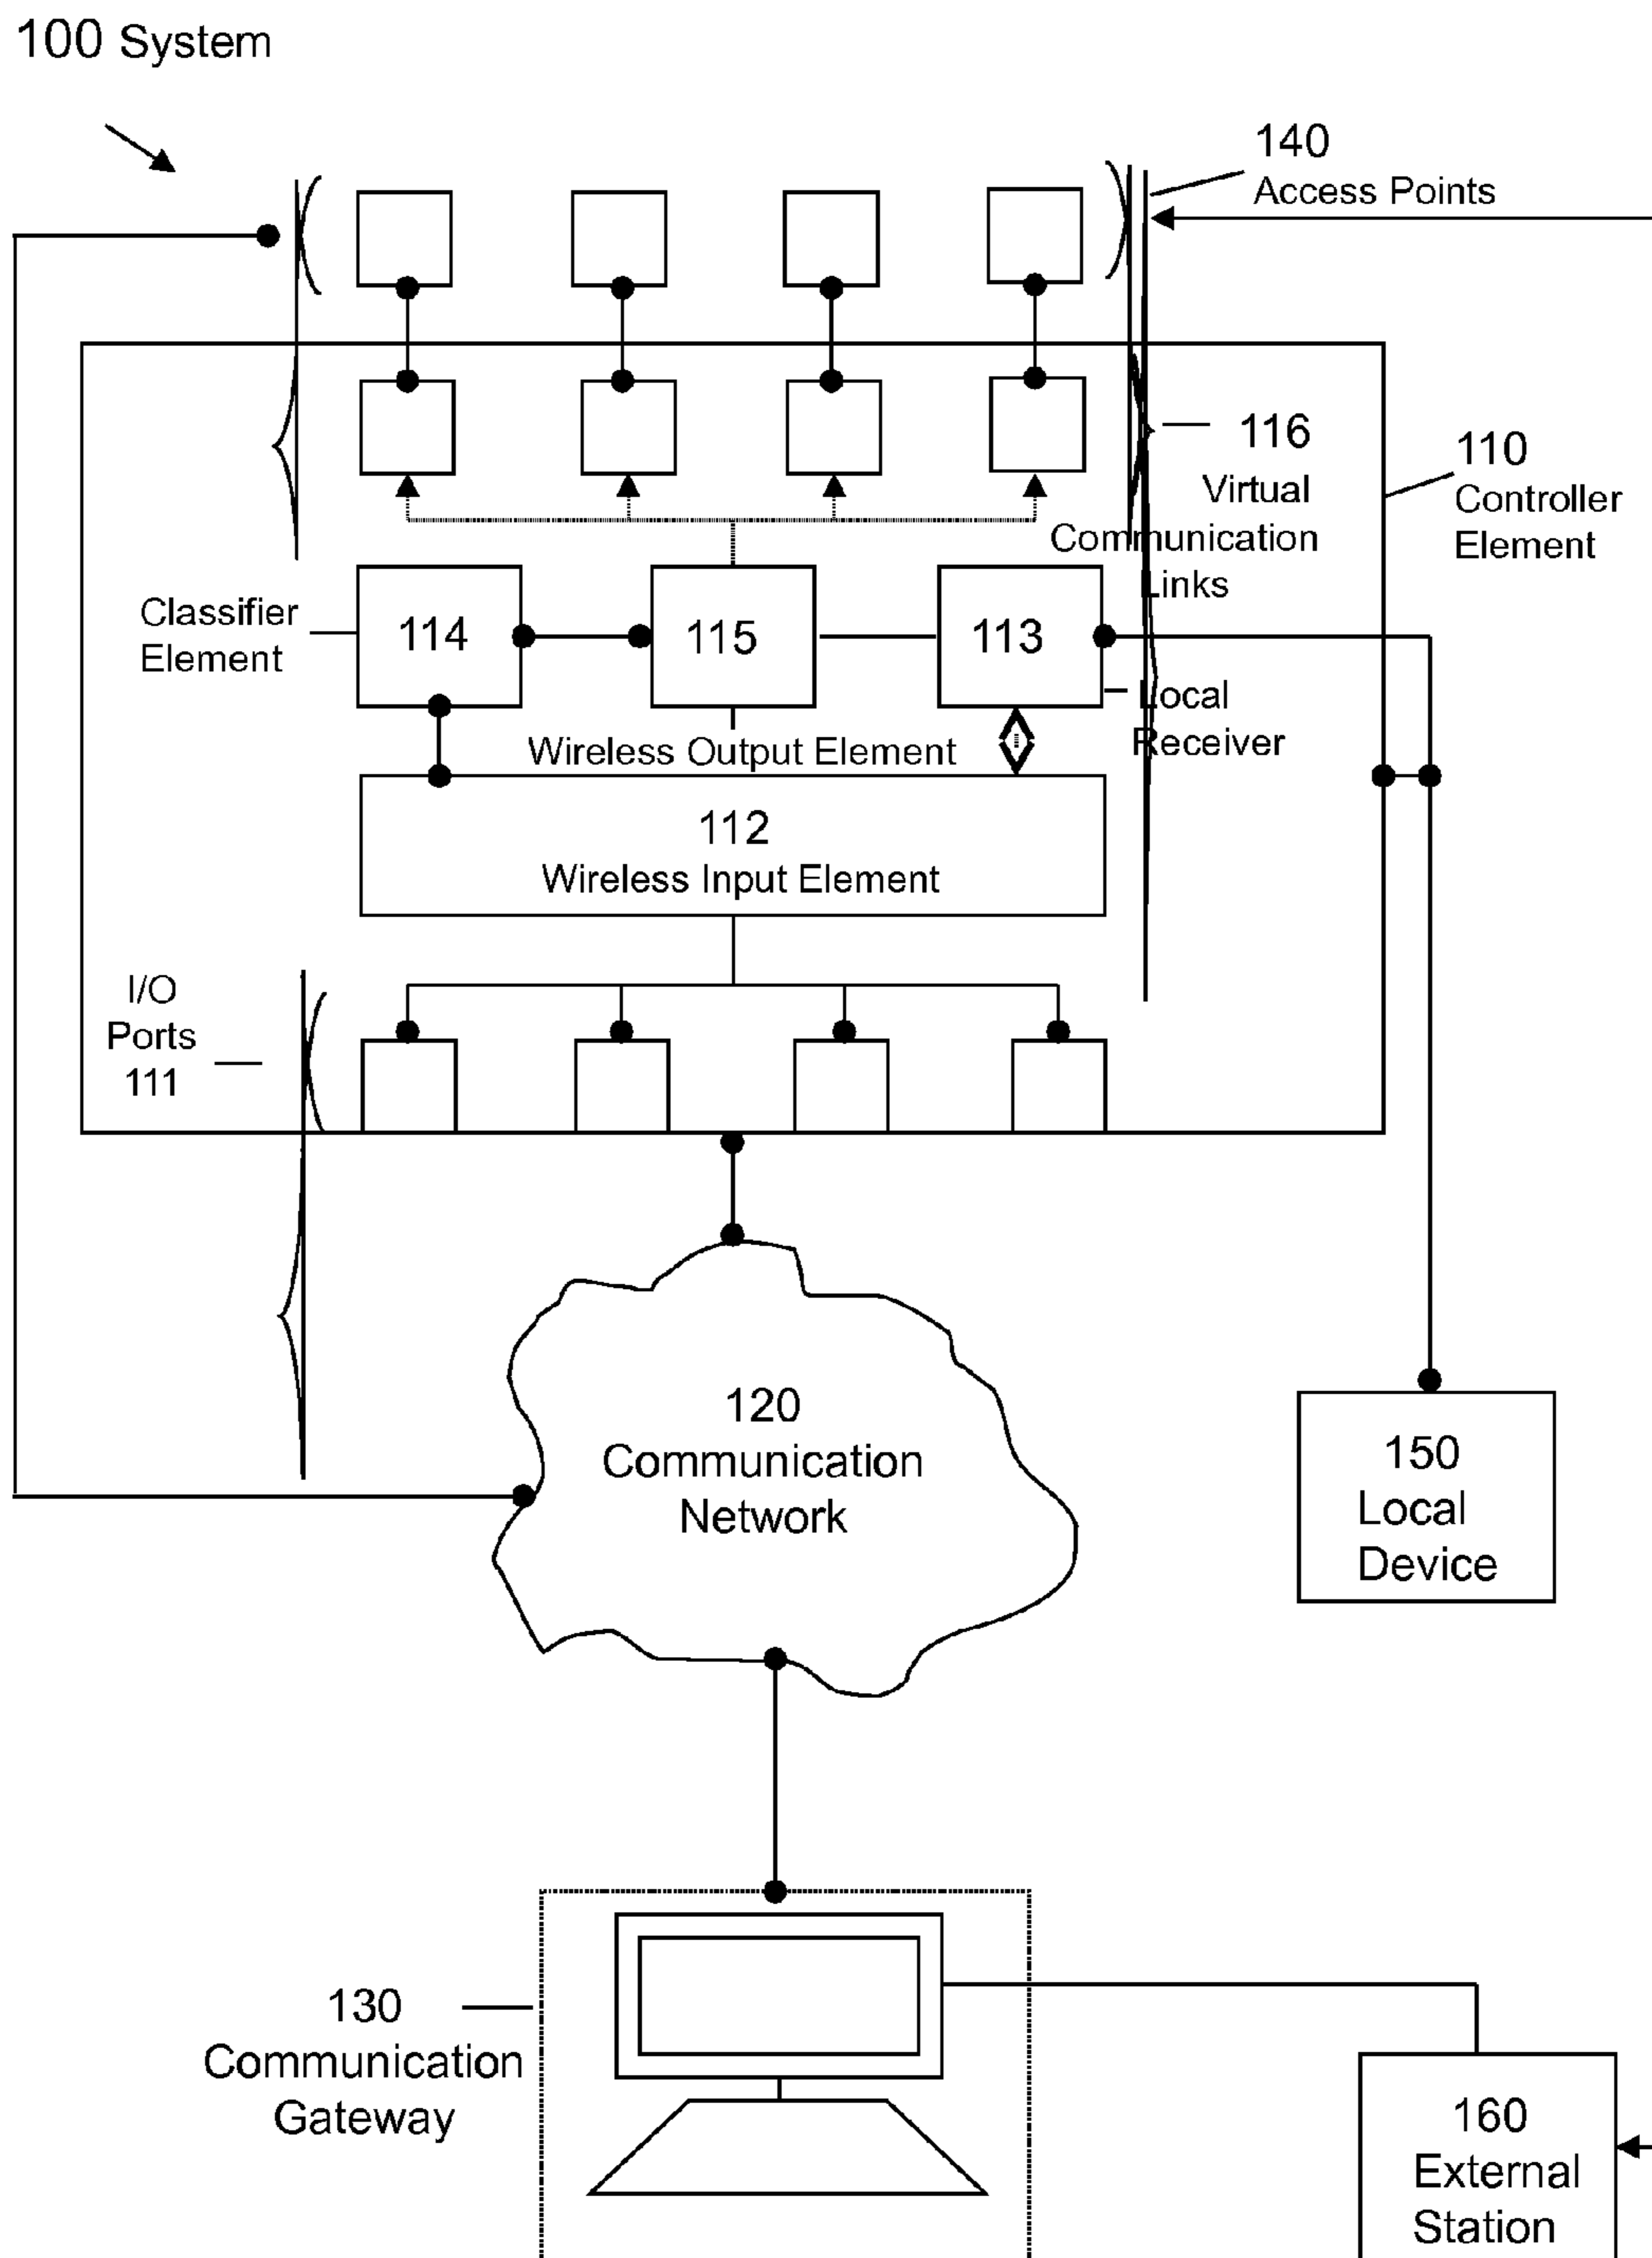 100 System
140
Access Points
116
Virtual
Communication
Links
110
Controller
Element
Classifier
Element
114
115
113
Local
Receiver
Wireless Output Element
112
Wireless Input Element
I/O
Ports
111
120
Communication
Network
150
Local
Device
130
Communication
Gateway
160
External
Station